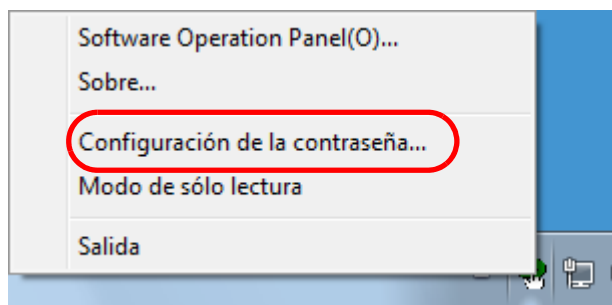 Software Operation Panel(O)...
Sobre...
Configuración de la contraseña...
Modo de sólo lectura
Salida